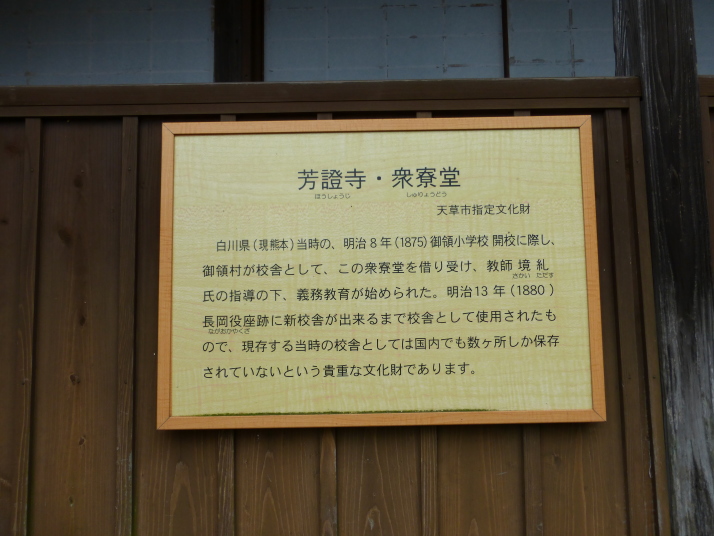 芳證寺・衆寮堂
ほうしょうじ しゅりょうどう
天草市指定文化財
白川県(現熊本)当時の、明治8年(1875)御領小学校 開校に際し、
御領村が校舎として、この衆寮堂を借り受け、教師 境 糺
さかい ただす
氏の指導の下、義務教育が始められた。明治13年(1880)
長岡役座跡に新校舎が出来るまで校舎として使用されたも
ながおかやくざ
ので、現存する当時の校舎としては国内でも数ヶ所しか保存
されていないという貴重な文化財であります。